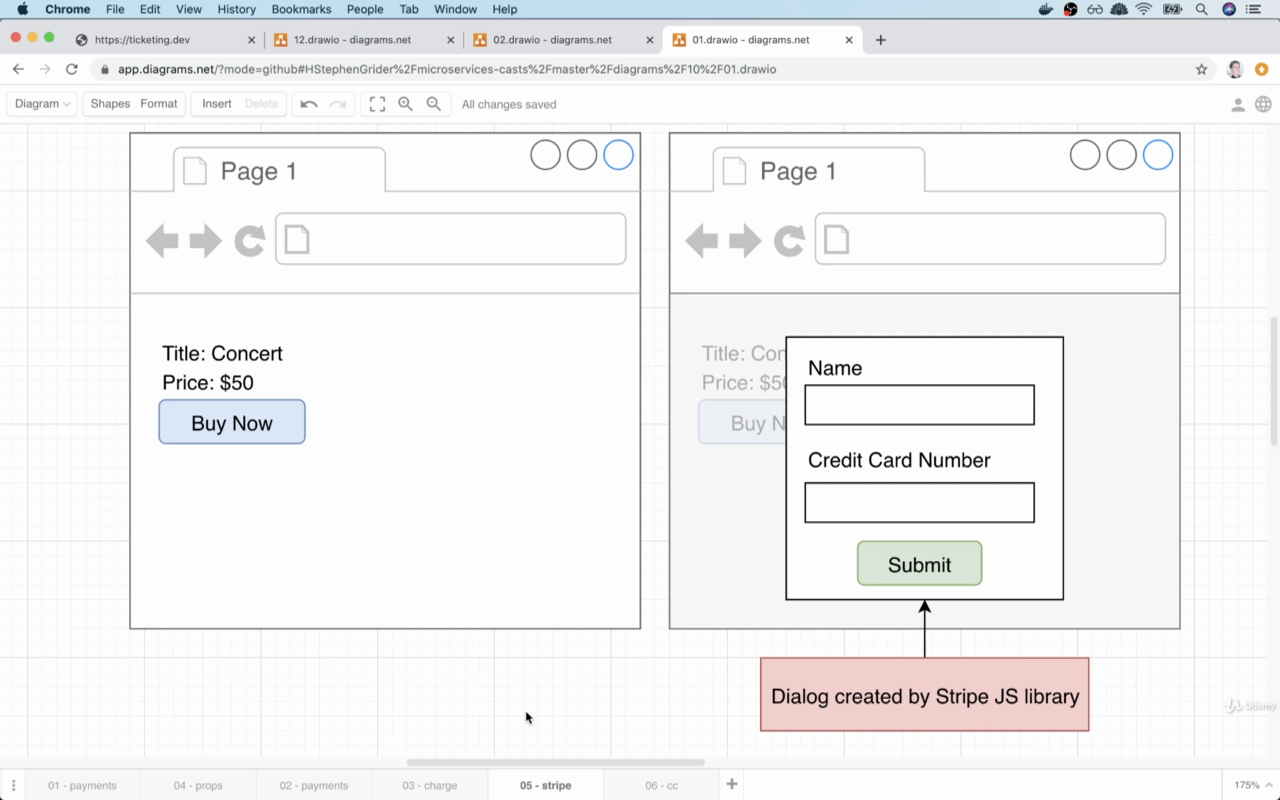 Chrome File Edit View History Bookmarks People Tab Window Help
https://ticketing.dev
12.drawio - diagrams.net
02.drawio - diagrams.net
01.drawio - diagrams.net
app.diagrams.net/?mode=github#HStephenGrider%2Fmicroservices-casts%2Fmaster%2Fdiagrams%2F10%2F01.drawio
Diagram Shapes Format Insert Delete All changes saved
Page 1
Title: Concert
Price: $50
Buy Now
Page 1
Title: Con
Price: $5
Buy N
Name
Credit Card Number
Submit
Dialog created by Stripe JS library
Udemy
01 - payments 04 - props 02 - payments 03 - charge 05 - stripe 06 - cc 175%